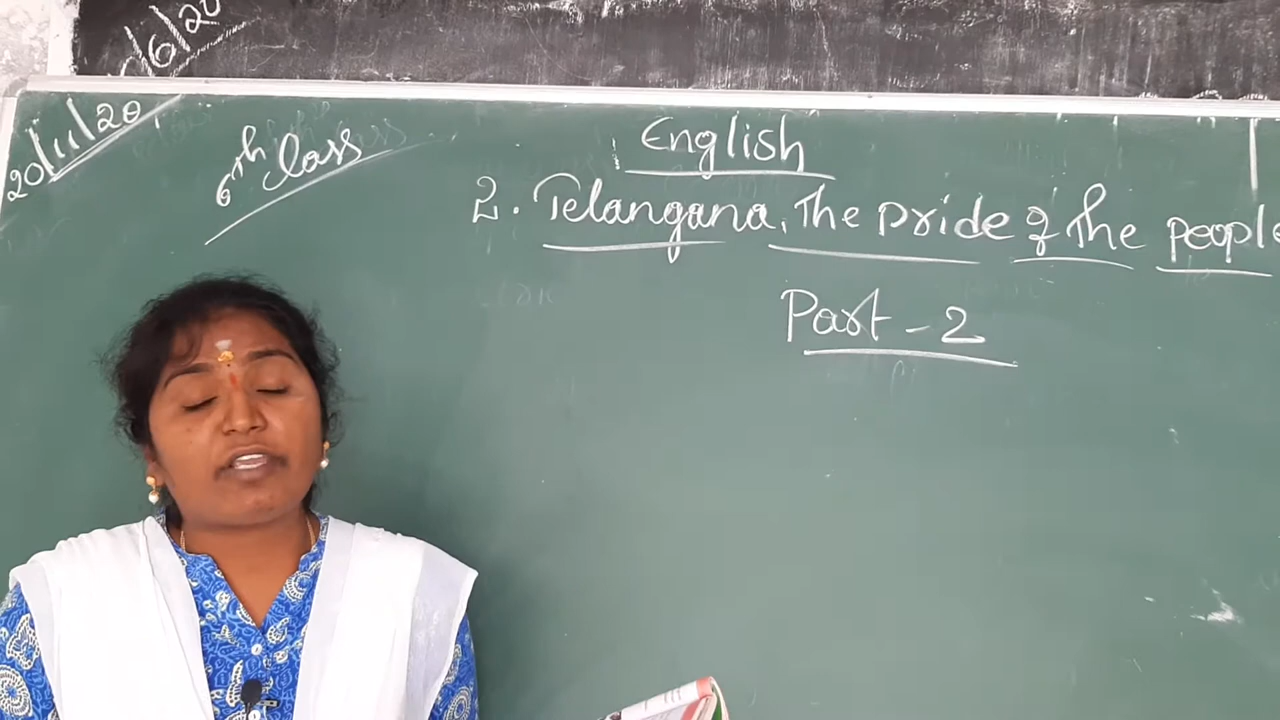 20/11/20
6th class
English
2. Telangana, The pride of the people
Part - 2